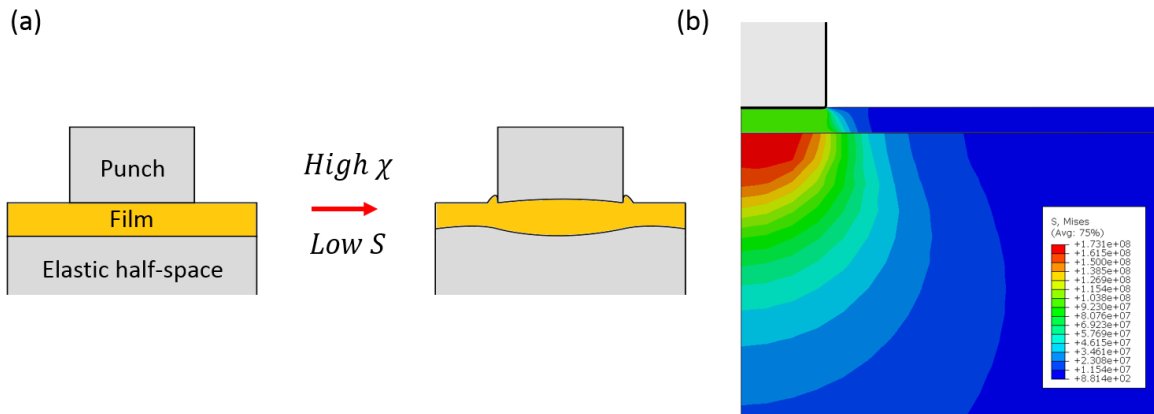 (a)
Punch
Film
Elastic half-space
High χ
Low S
(b)
S, Mises
(Avg: 75%)
+1.731e+08
+1.615e+08
+1.500e+08
+1.385e+08
+1.269e+08
+1.154e+08
+1.038e+08
+9.230e+07
+8.076e+07
+6.923e+07
+5.769e+07
+4.615e+07
+3.461e+07
+2.308e+07
+1.154e+07
+8.814e+02